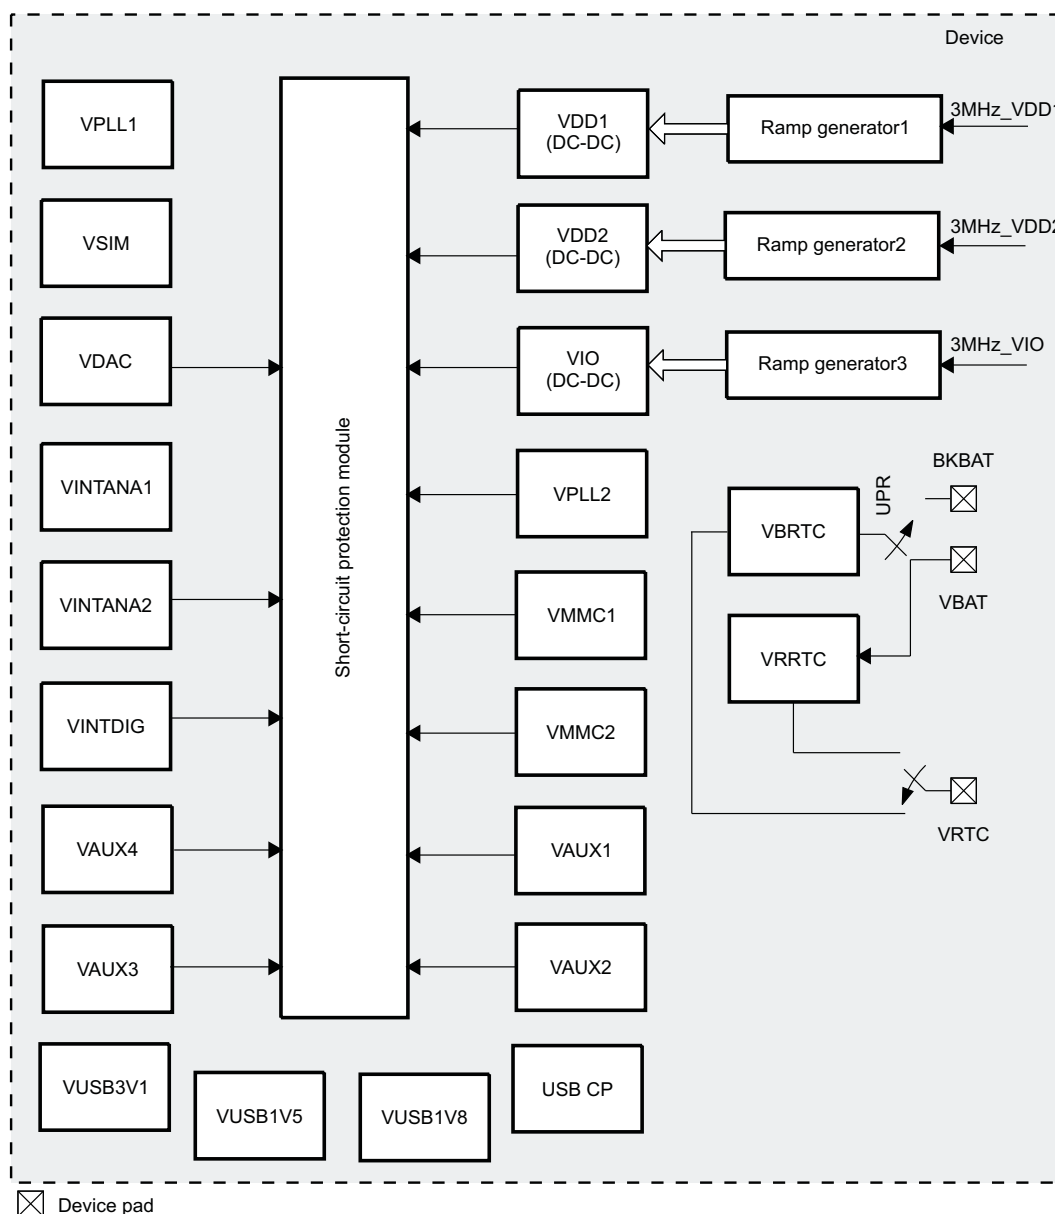 Device
VPLL1
VDD1
(DC-DC)
Ramp generator1
3MHz_VDD1
VSIM
VDD2
(DC-DC)
Ramp generator2
3MHz_VDD2
VDAC
VIO
(DC-DC)
Ramp generator3
3MHz_VIO
Short-circuit protection module
VINTANA1
VPLL2
VBRTC
UPR
BKBAT
VINTANA2
VMMC1
VBAT
VRRTC
VINTDIG
VMMC2
VAUX4
VAUX1
VRTC
VAUX3
VAUX2
VUSB3V1
VUSB1V5
VUSB1V8
USB CP
Device pad